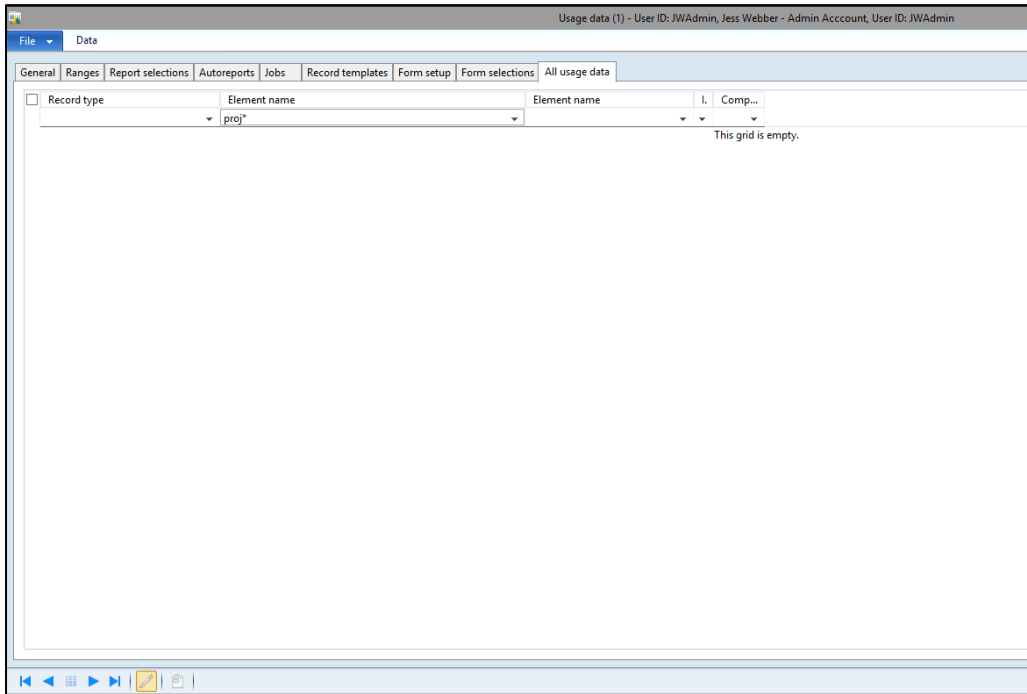 Usage data (1) - User ID: JWAdmin, Jess Webber - Admin Acccount, User ID: JWAdmin
File Data
General Ranges Report selections Autoreports Jobs Record templates Form setup Form selections All usage data
Record type Element name Element name I. Comp...
proj*
This grid is empty.